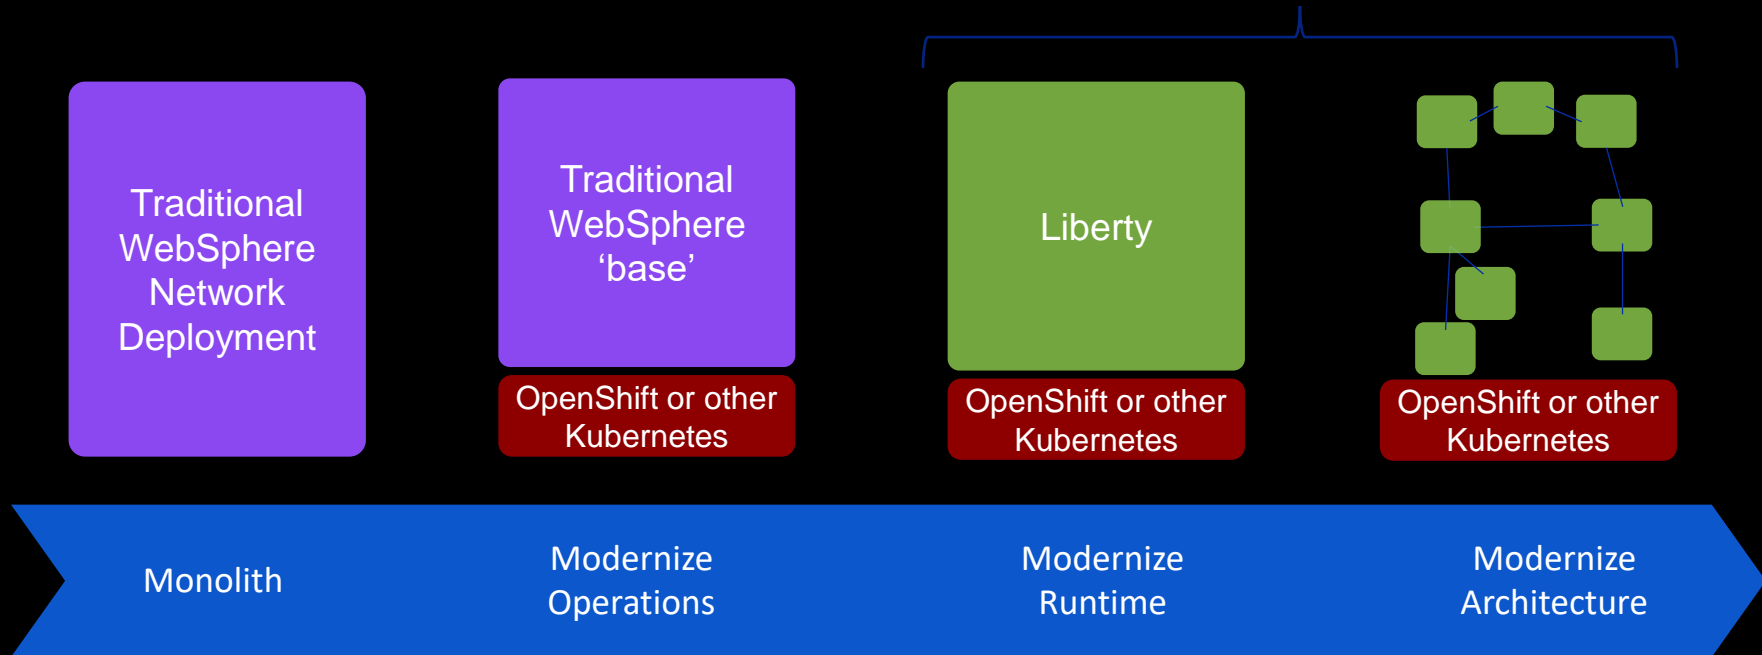 Traditional
WebSphere
Network
Deployment
Traditional
WebSphere
‘base’
OpenShift or other
Kubernetes
Liberty
OpenShift or other
Kubernetes
OpenShift or other
Kubernetes
Monolith
Modernize
Operations
Modernize
Runtime
Modernize
Architecture